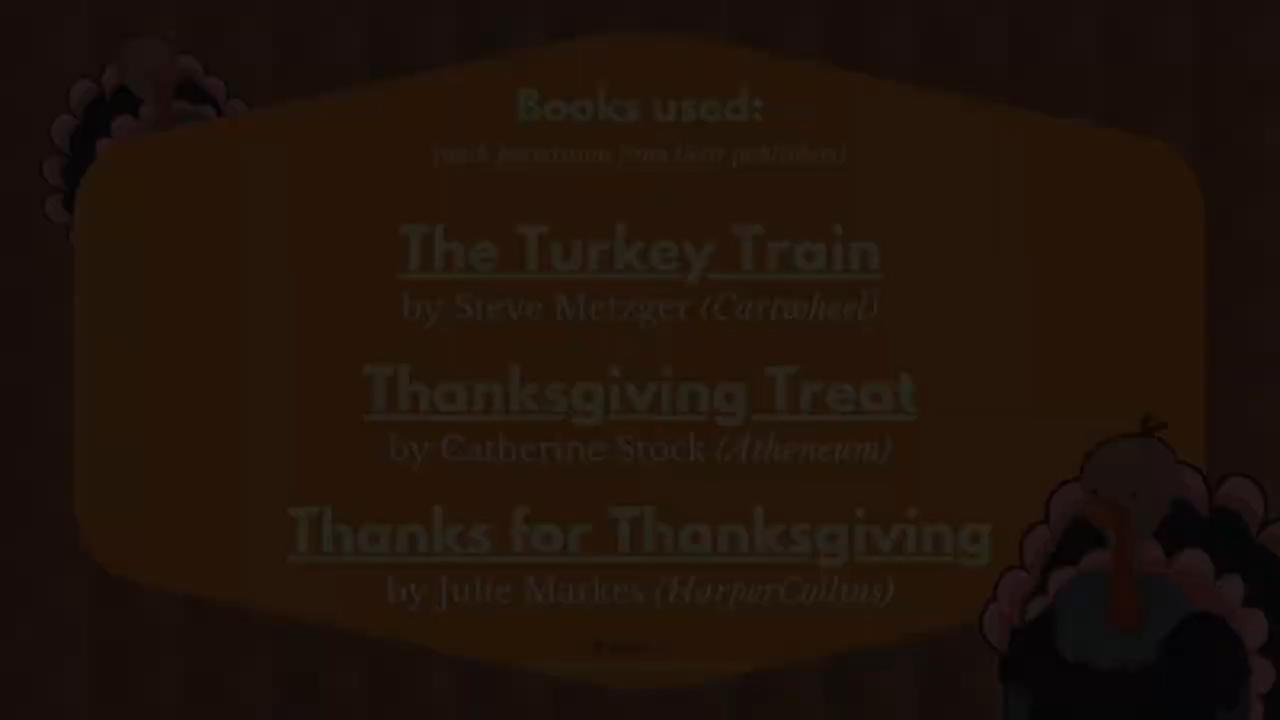 Books used:
(with permission from their publishers)
The Turkey Train
by Steve Metzger (Cartwheel)
Thanksgiving Treat
by Catherine Stock (Atheneum)
Thanks for Thanksgiving
by Julie Markes (HarperCollins)